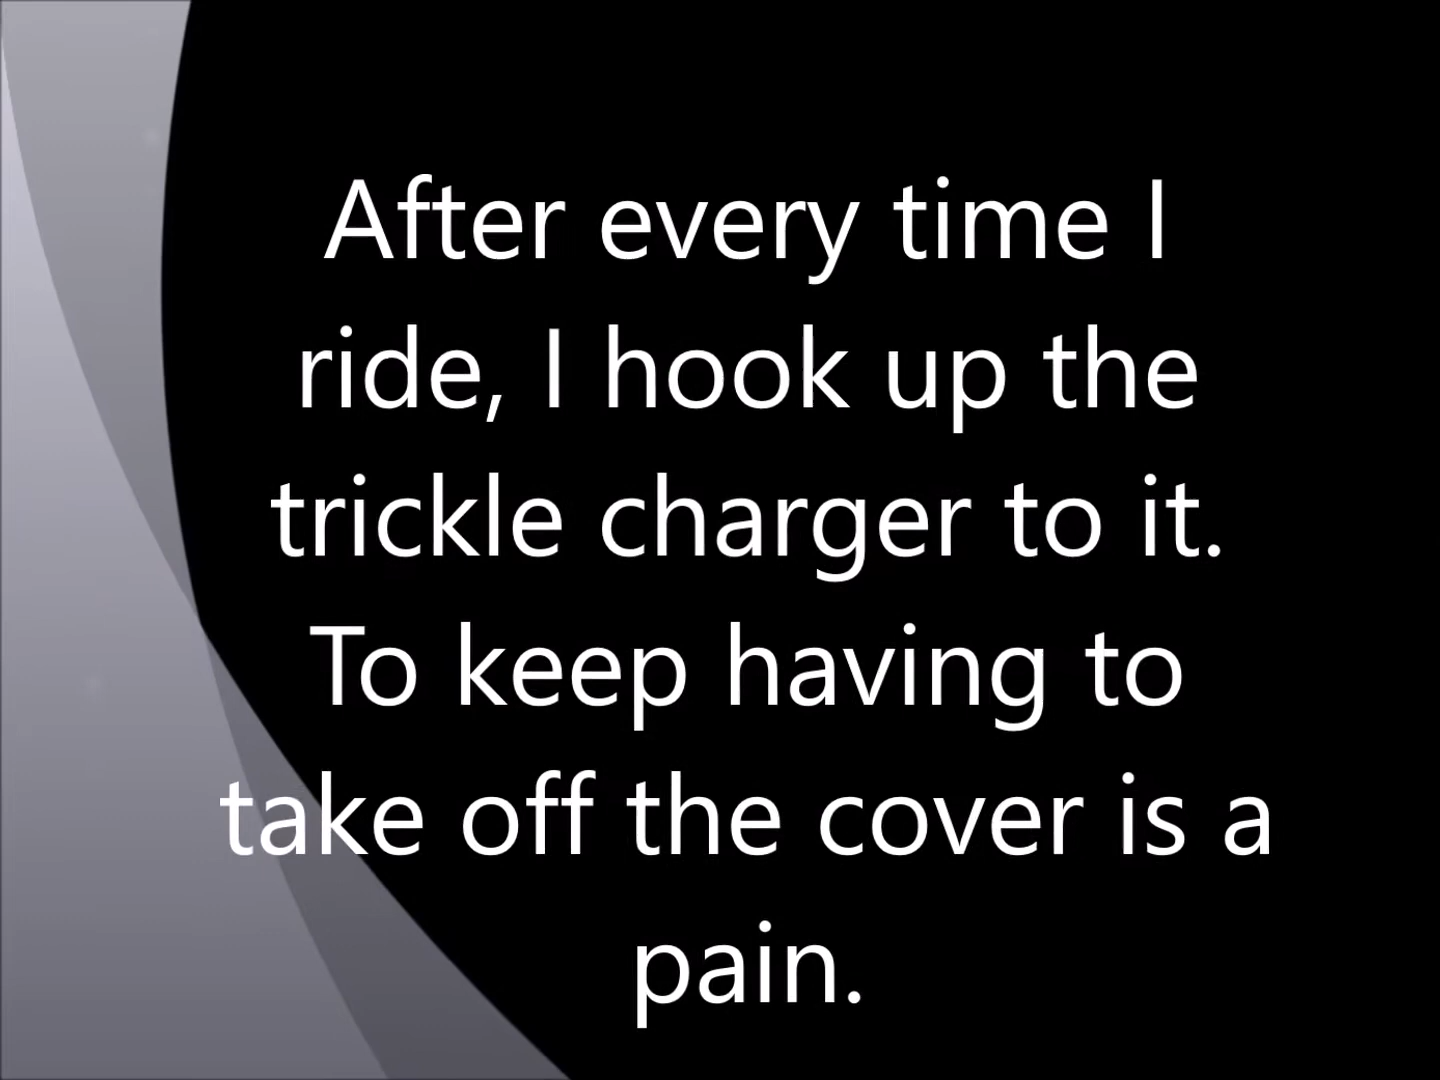 After every time I
ride, I hook up the
trickle charger to it.
To keep having to
take off the cover is a
pain.